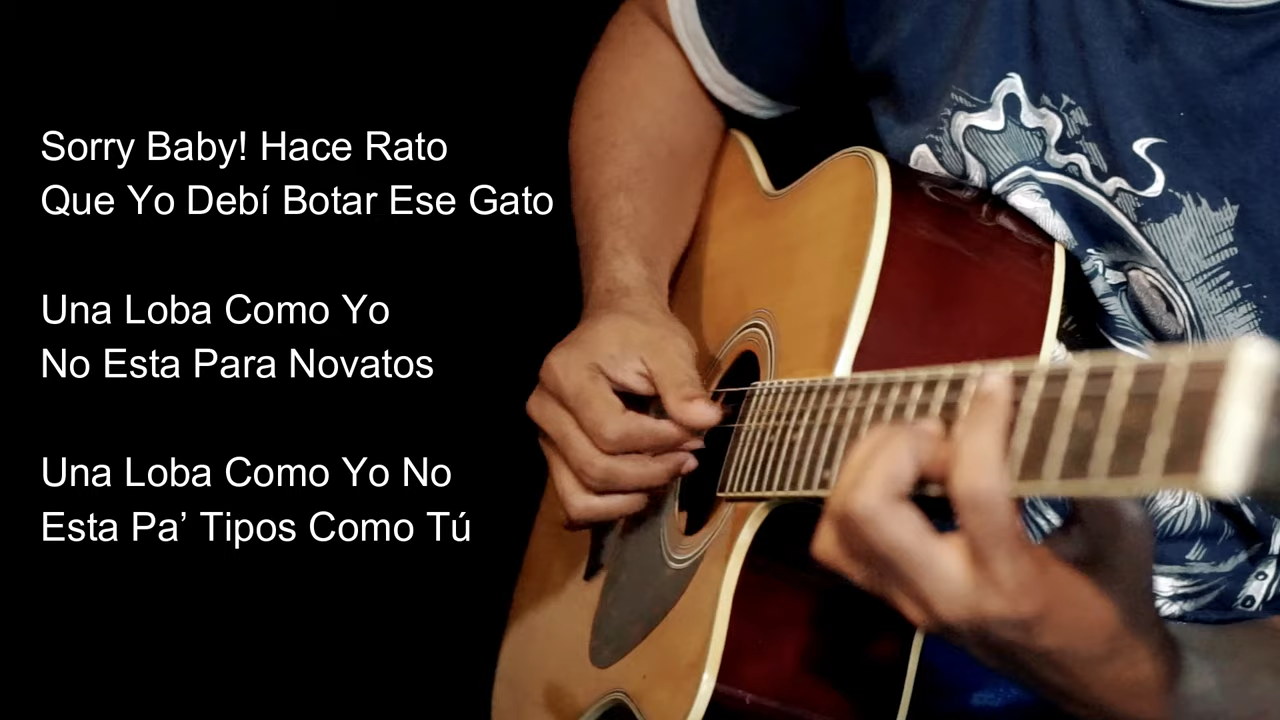 Sorry Baby! Hace Rato
Que Yo Debí Botar Ese Gato
Una Loba Como Yo
No Esta Para Novatos
Una Loba Como Yo No
Esta Pa’ Tipos Como Tú